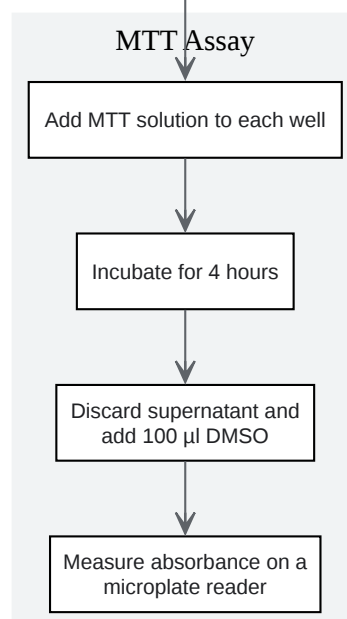 MTT Assay
Add MTT solution to each well
Incubate for 4 hours
Discard supernatant and
add 100 µl DMSO
Measure absorbance on a
microplate reader